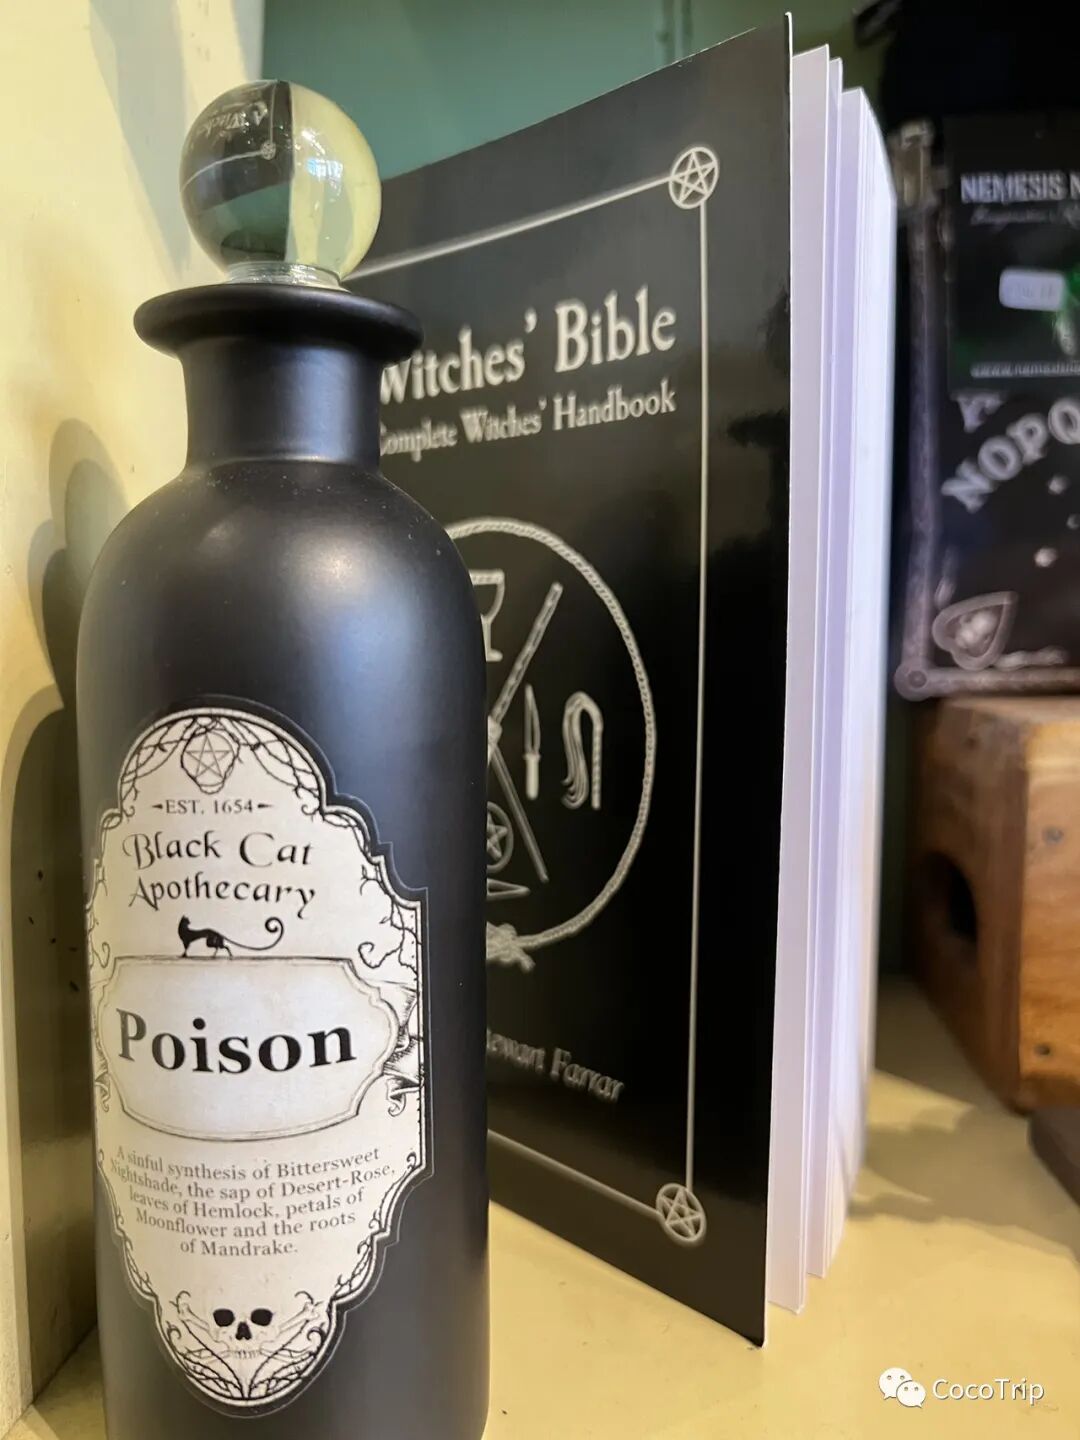 Witches' Bible
Complete Witches' Handbook
Stewart Farrar
EST. 1654
Black Cat
Apothecary
Poison
A sinful synthesis of Bittersweet
Nightshade, the sap of Desert-Rose,
leaves of Hemlock, petals of
Moonflower and the roots
of Mandrake.
NEMESIS N
NOPQ
CocoTrip